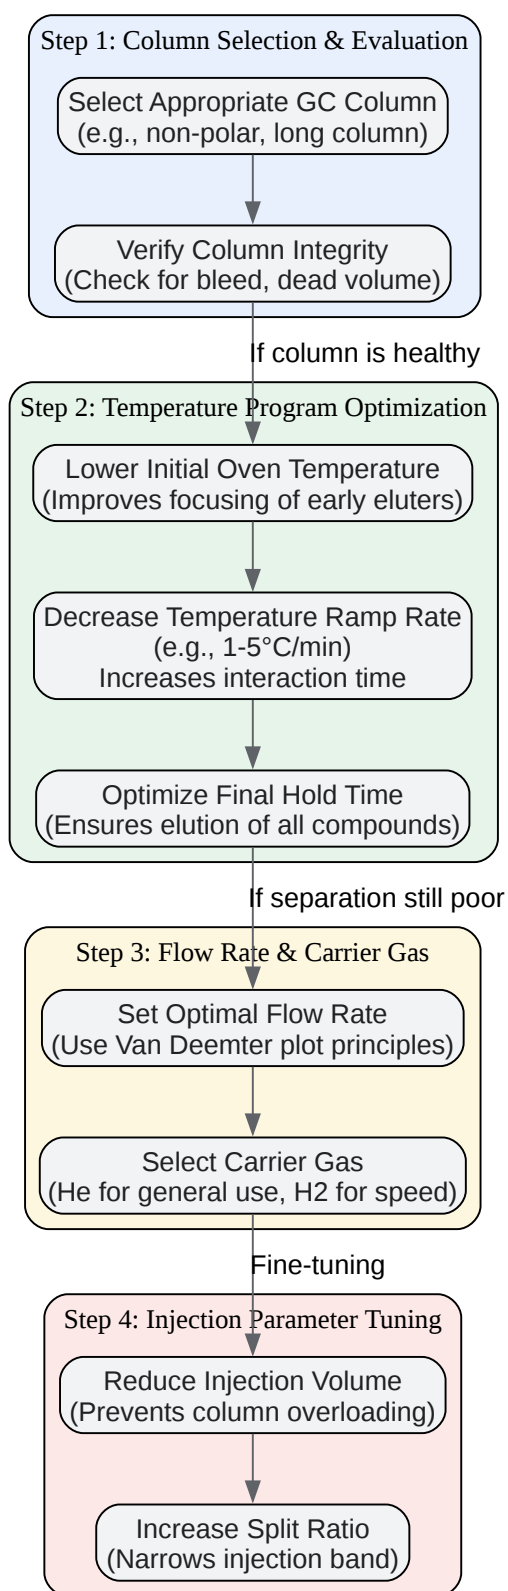 Step 1: Column Selection & Evaluation
Select Appropriate GC Column
(e.g., non-polar, long column)
Verify Column Integrity
(Check for bleed, dead volume)
If column is healthy
Step 2: Temperature Program Optimization
Lower Initial Oven Temperature
(Improves focusing of early eluters)
Decrease Temperature Ramp Rate
(e.g., 1-5°C/min)
Increases interaction time
Optimize Final Hold Time
(Ensures elution of all compounds)
If separation still poor
Step 3: Flow Rate & Carrier Gas
Set Optimal Flow Rate
(Use Van Deemter plot principles)
Select Carrier Gas
(He for general use, H2 for speed)
Fine-tuning
Step 4: Injection Parameter Tuning
Reduce Injection Volume
(Prevents column overloading)
Increase Split Ratio
(Narrows injection band)